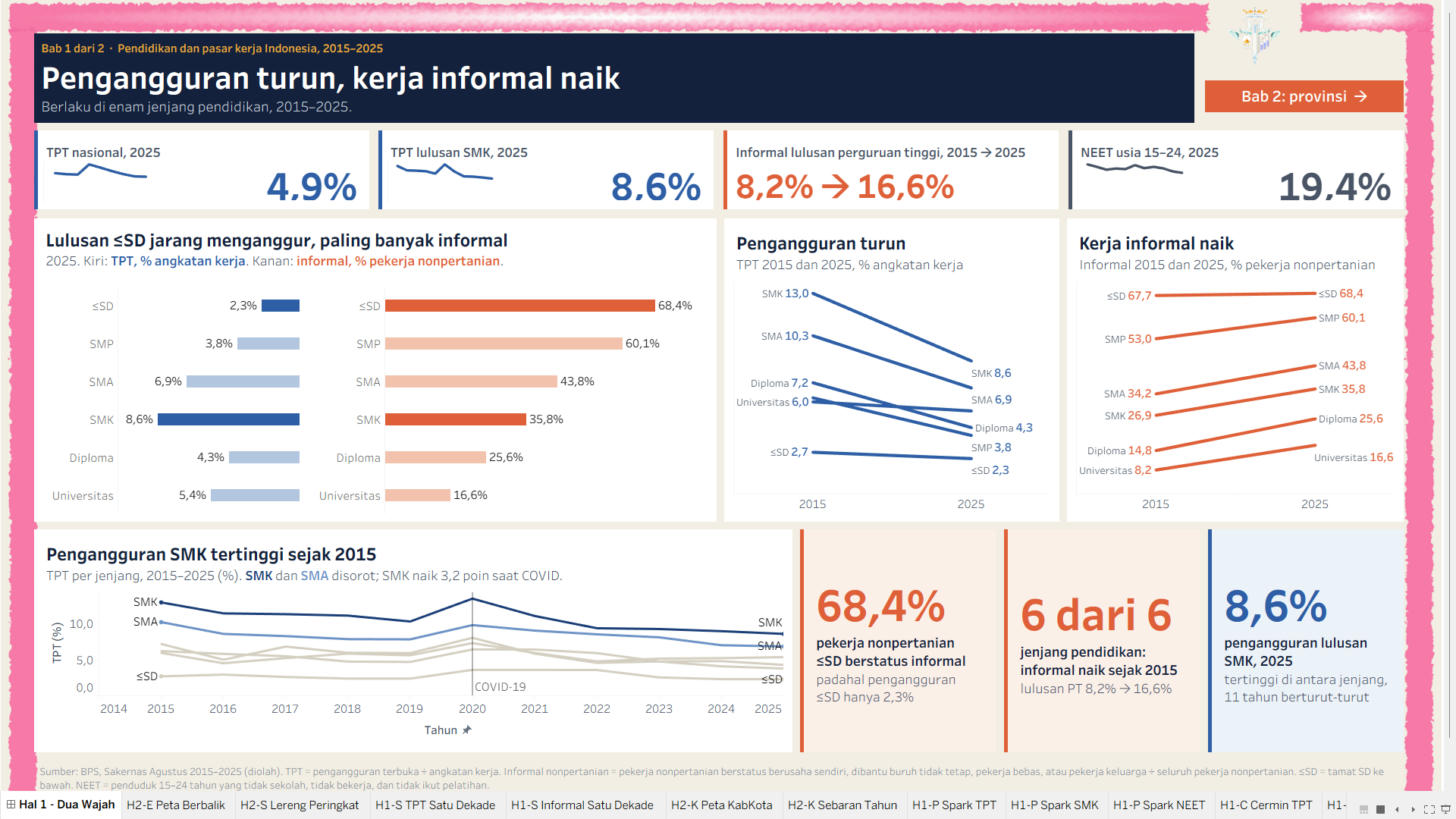 Bab 1 dari 2 · Pendidikan dan pasar kerja Indonesia, 2015–2025
Pengangguran turun, kerja informal naik
Berlaku di enam jenjang pendidikan, 2015–2025.
Bab 2: provinsi →
TPT nasional, 2025
4,9%
TPT lulusan SMK, 2025
8,6%
Informal lulusan perguruan tinggi, 2015 → 2025
8,2% → 16,6%
NEET usia 15–24, 2025
19,4%
Lulusan ≤SD jarang menganggur, paling banyak informal
2025. Kiri: TPT, % angkatan kerja. Kanan: informal, % pekerja nonpertanian.
≤SD 2,3% ≤SD 68,4%
SMP 3,8% SMP 60,1%
SMA 6,9% SMA 43,8%
SMK 8,6% SMK 35,8%
Diploma 4,3% Diploma 25,6%
Universitas 5,4% Universitas 16,6%
Pengangguran turun
TPT 2015 dan 2025, % angkatan kerja
SMK 13,0
SMA 10,3
Diploma 7,2
Universitas 6,0
≤SD 2,7
SMK 8,6
SMA 6,9
Diploma 4,3
SMP 3,8
≤SD 2,3
2015 2025
Kerja informal naik
Informal 2015 dan 2025, % pekerja nonpertanian
≤SD 67,7
SMP 53,0
SMA 34,2
SMK 26,9
Diploma 14,8
Universitas 8,2
≤SD 68,4
SMP 60,1
SMA 43,8
SMK 35,8
Diploma 25,6
Universitas 16,6
2015 2025
Pengangguran SMK tertinggi sejak 2015
TPT per jenjang, 2015–2025 (%). SMK dan SMA disorot; SMK naik 3,2 poin saat COVID.
TPT (%)
10,0
5,0
0,0
SMK
SMA
≤SD
SMK
SMA
≤SD
COVID-19
2014 2015 2016 2017 2018 2019 2020 2021 2022 2023 2024 2025
Tahun
68,4%
pekerja nonpertanian
≤SD berstatus informal
padahal pengangguran
≤SD hanya 2,3%
6 dari 6
jenjang pendidikan:
informal naik sejak 2015
lulusan PT 8,2% → 16,6%
8,6%
pengangguran lulusan
SMK, 2025
tertinggi di antara jenjang,
11 tahun berturut-turut
Sumber: BPS, Sakernas Agustus 2015–2025 (diolah). TPT = pengangguran terbuka ÷ angkatan kerja. Informal nonpertanian = pekerja nonpertanian berstatus berusaha sendiri, dibantu buruh tidak tetap, pekerja bebas, atau pekerja keluarga ÷ seluruh pekerja nonpertanian. ≤SD = tamat SD ke
bawah. NEET = penduduk 15–24 tahun yang tidak sekolah, tidak bekerja, dan tidak ikut pelatihan.
Hal 1 - Dua Wajah H2-E Peta Berbalik H2-S Lereng Peringkat H1-S TPT Satu Dekade H1-S Informal Satu Dekade H2-K Peta KabKota H2-K Sebaran Tahun H1-P Spark TPT H1-P Spark SMK H1-P Spark NEET H1-C Cermin TPT H1-